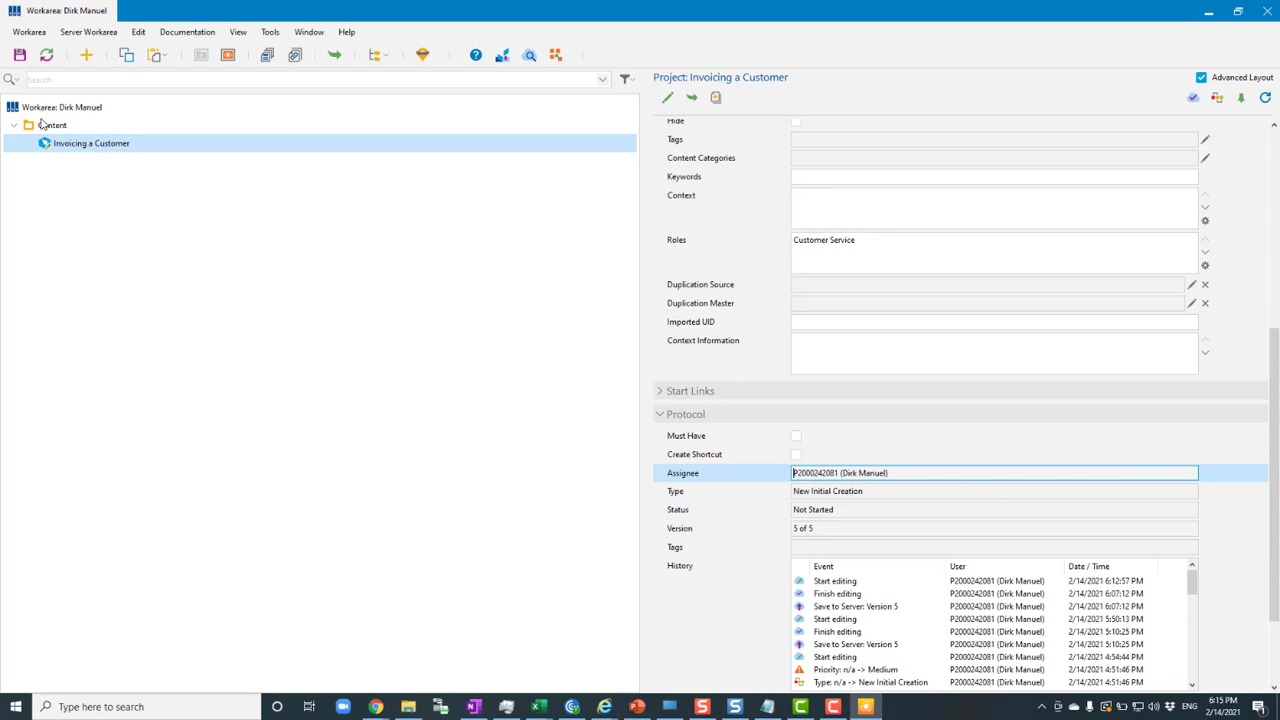 Workarea: Dirk Manuel
Workarea Server Workarea Edit Documentation View Tools Window Help
Search
Project: Invoicing a Customer
Advanced Layout
Workarea: Dirk Manuel
Content
Invoicing a Customer
Hide
Tags
Content Categories
Keywords
Context
Roles Customer Service
Duplication Source
Duplication Master
Imported UID
Context Information
Start Links
Protocol
Must Have
Create Shortcut
Assignee P2000242081 (Dirk Manuel)
Type New Initial Creation
Status Not Started
Version 5 of 5
Tags
History Event User Date / Time
Start editing P2000242081 (Dirk Manuel) 2/14/2021 6:12:57 PM
Finish editing P2000242081 (Dirk Manuel) 2/14/2021 6:07:12 PM
Save to Server: Version 5 P2000242081 (Dirk Manuel) 2/14/2021 6:07:12 PM
Start editing P2000242081 (Dirk Manuel) 2/14/2021 5:50:13 PM
Finish editing P2000242081 (Dirk Manuel) 2/14/2021 5:10:25 PM
Save to Server: Version 5 P2000242081 (Dirk Manuel) 2/14/2021 5:10:25 PM
Start editing P2000242081 (Dirk Manuel) 2/14/2021 4:54:44 PM
Priority: n/a -> Medium P2000242081 (Dirk Manuel) 2/14/2021 4:51:46 PM
Type: n/a -> New Initial Creation P2000242081 (Dirk Manuel) 2/14/2021 4:51:46 PM
Type here to search
6:15 PM
2/14/2021